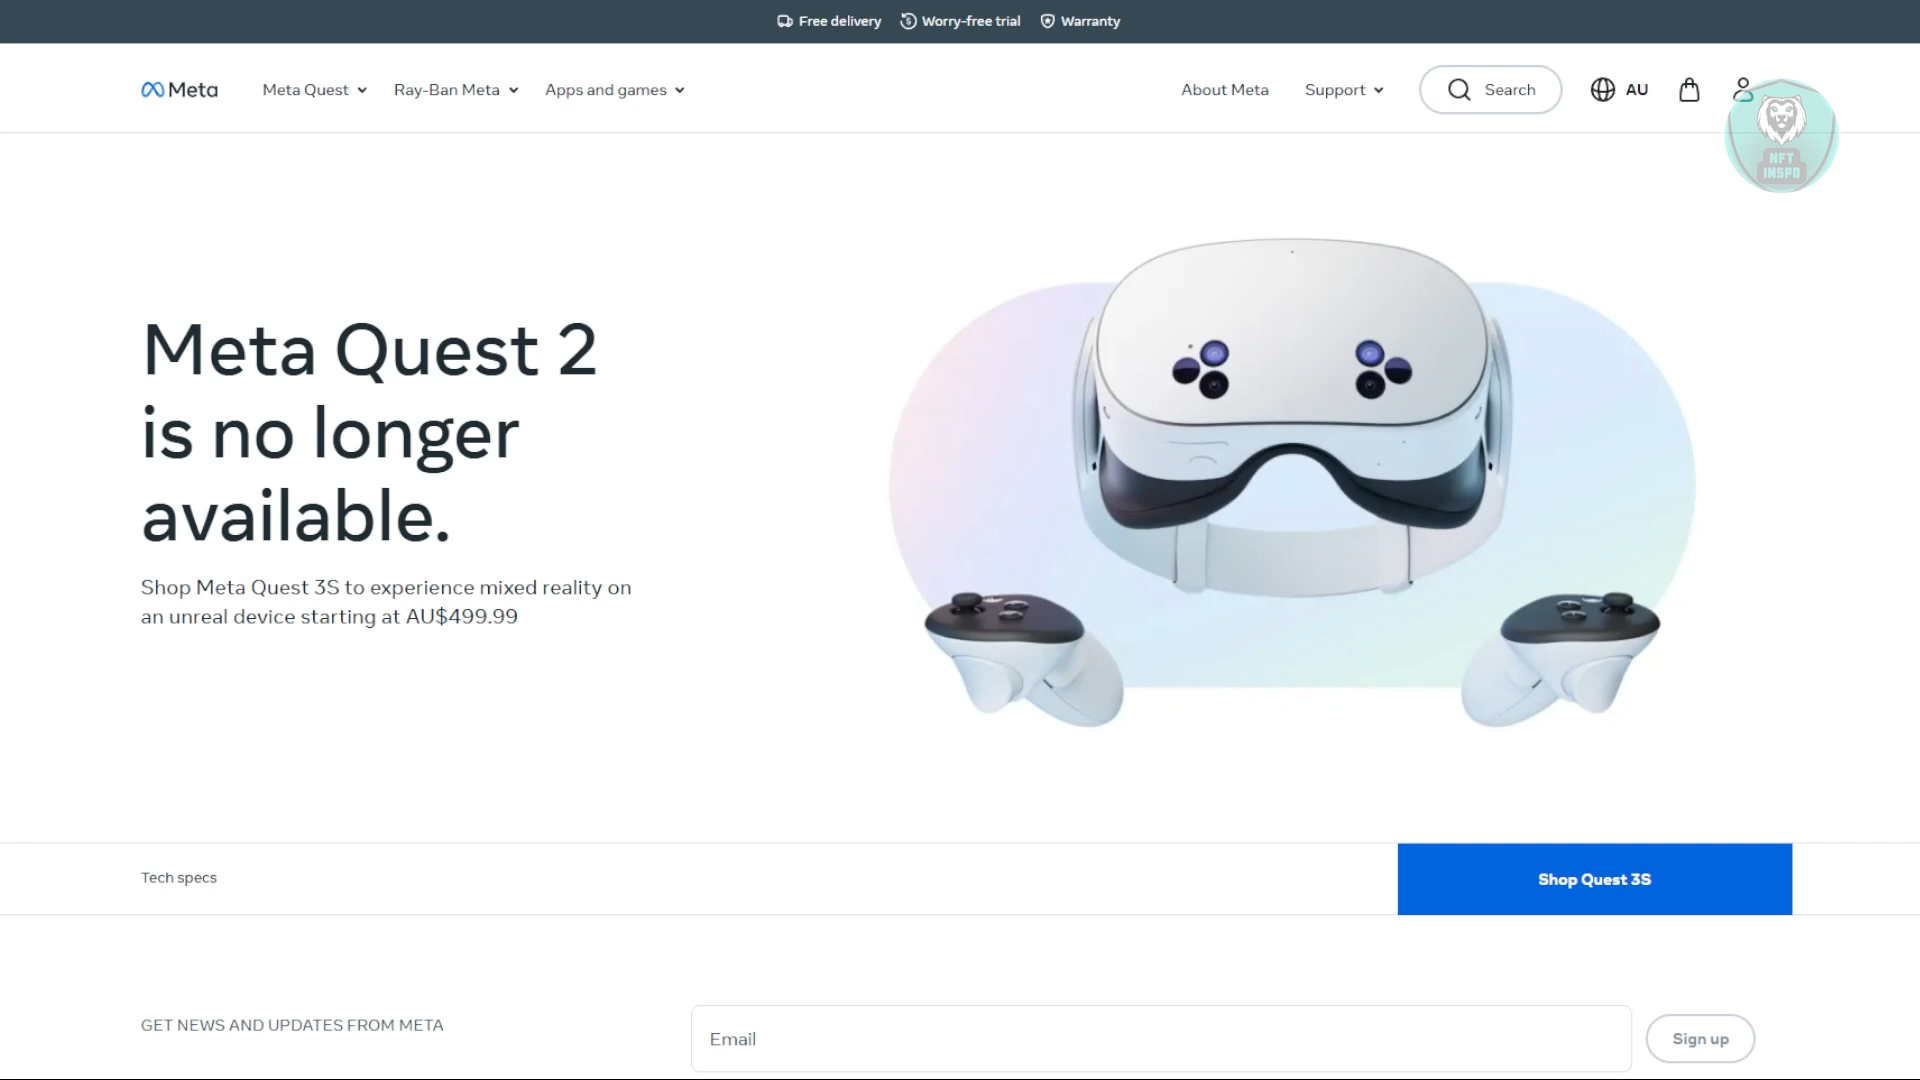 Free delivery
Worry-free trial
Warranty
Meta
Meta Quest
Ray-Ban Meta
Apps and games
About Meta
Support
Search
AU
NFT
INSPO
Meta Quest 2
is no longer
available.
Shop Meta Quest 3S to experience mixed reality on
an unreal device starting at AU$499.99
Tech specs
Shop Quest 3S
GET NEWS AND UPDATES FROM META
Email
Sign up